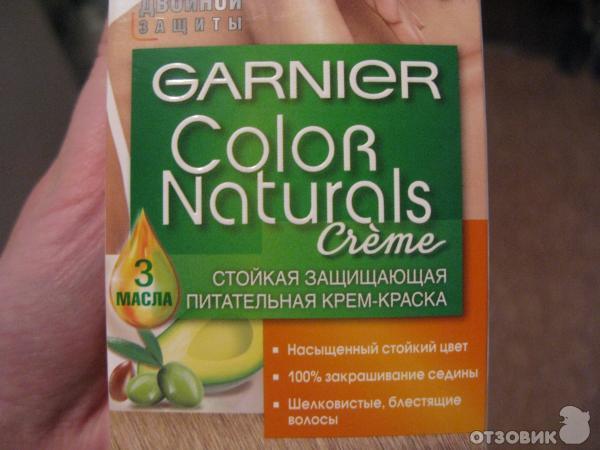 ДВОЙНОЙ
ЗАЩИТЫ
GARNIER
Color
Naturals
Crème
3
МАСЛА
СТОЙКАЯ ЗАЩИЩАЮЩАЯ
ПИТАТЕЛЬНАЯ КРЕМ-КРАСКА
▪ Насыщенный стойкий цвет
▪ 100% закрашивание седины
▪ Шелковистые, блестящие
волосы
ОТЗОВИК